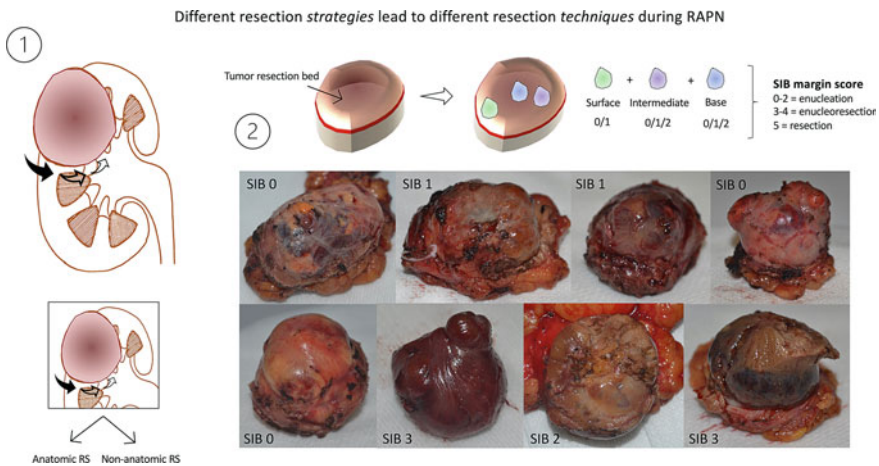 Different resection strategies lead to different resection techniques during RAPN
1
Tumor resection bed
Surface + Intermediate + Base
0/1 0/1/2 0/1/2
SIB margin score
0-2 = enucleation
3-4 = enucleoresection
5 = resection
2
SIB 0 SIB 1 SIB 1 SIB 0
SIB 0 SIB 3 SIB 2 SIB 3
Anatomic RS Non-anatomic RS